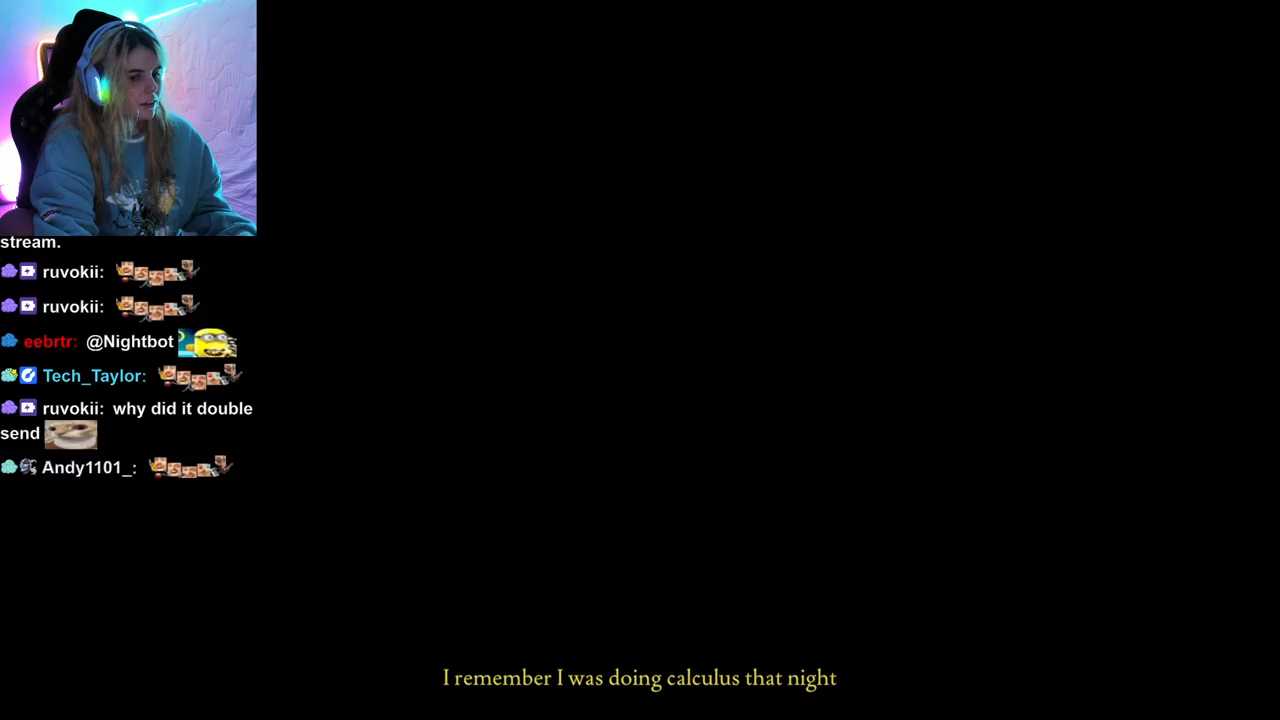 stream.
ruvokii:
ruvokii:
eebrtr: @Nightbot
Tech_Taylor:
ruvokii: why did it double
send
Andy1101_:
I remember I was doing calculus that night